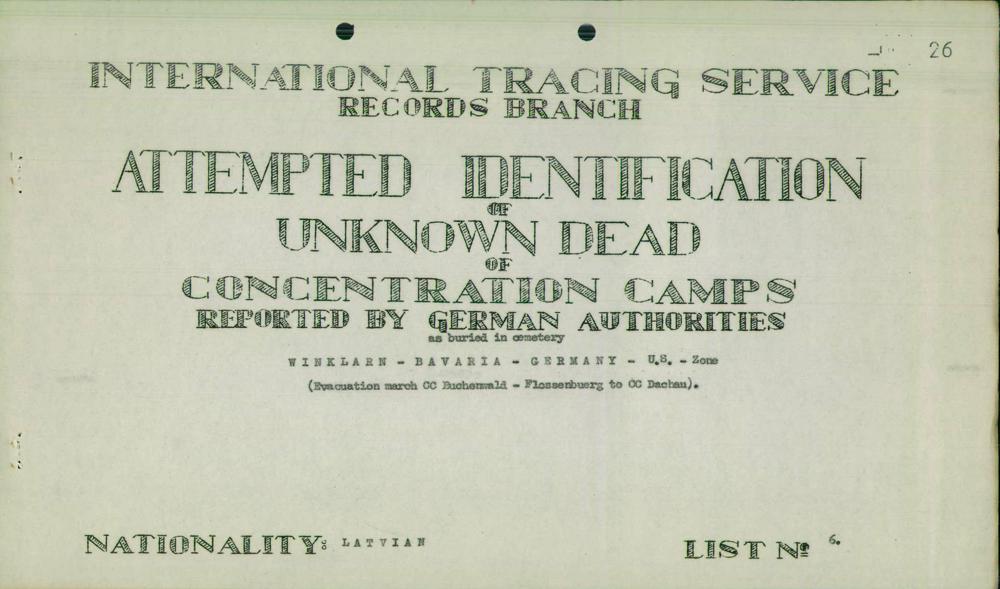 26
INTERNATIONAL TRACING SERVICE
RECORDS BRANCH
ATTEMPTED IDENTIFICATION
OF
UNKNOWN DEAD
OF
CONCENTRATION CAMPS
REPORTED BY GERMAN AUTHORITIES
as buried in cemetery
WINKLARN - BAVARIA - GERMANY - U.S. - Zone
(Evacuation march CC Buchenwald - Flossenbuerg to CC Dachau).
NATIONALITY: LATVIAN
LIST Nº 6.